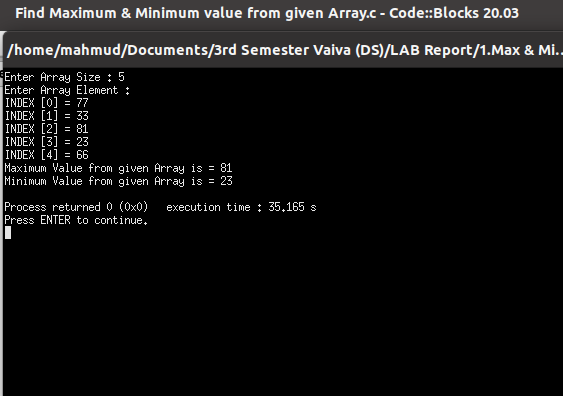 Find Maximum & Minimum value from given Array.c - Code::Blocks 20.03
/home/mahmud/Documents/3rd Semester Vaiva (DS)/LAB Report/1.Max & Mi...
Enter Array Size : 5
Enter Array Element :
INDEX [0] = 77
INDEX [1] = 33
INDEX [2] = 81
INDEX [3] = 23
INDEX [4] = 66
Maximum Value from given Array is = 81
Minimum Value from given Array is = 23
Process returned 0 (0x0)   execution time : 35.165 s
Press ENTER to continue.